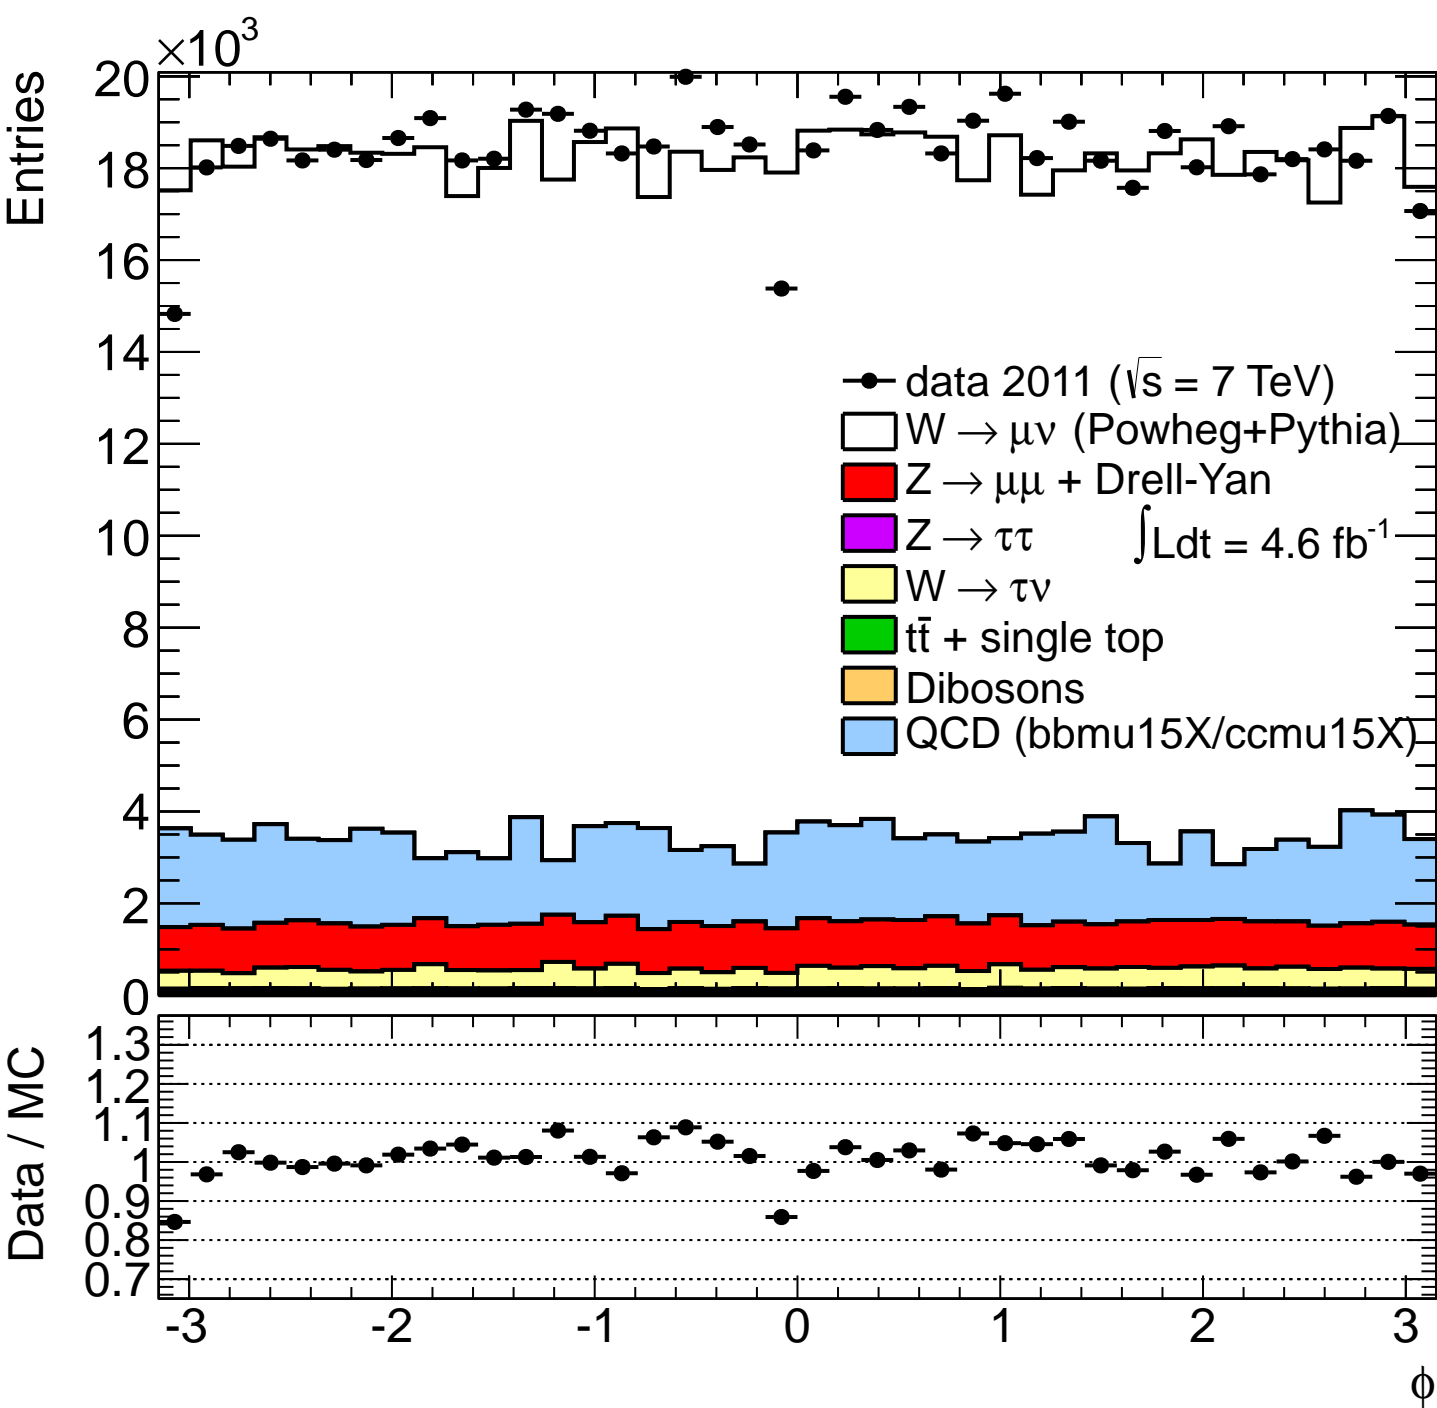 ×10³
Entries
20
18
16
14
12
10
8
6
4
2
0
data 2011 (√s = 7 TeV)
W → μν (Powheg+Pythia)
Z → μμ + Drell-Yan
Z → ττ
∫Ldt = 4.6 fb⁻¹
W → τν
tt̄ + single top
Dibosons
QCD (bbmu15X/ccmu15X)
Data / MC
1.3
1.2
1.1
1
0.9
0.8
0.7
-3 -2 -1 0 1 2 3
ϕ